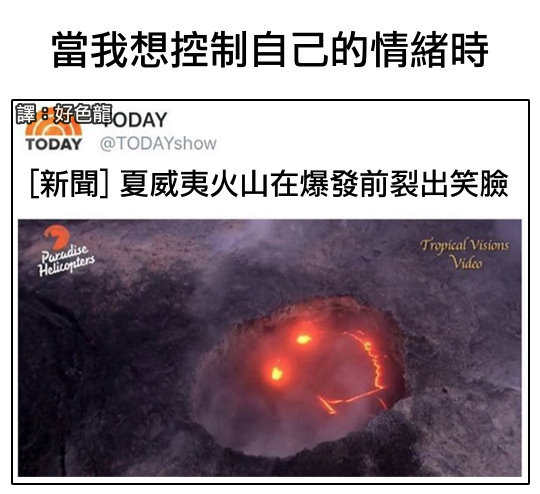 當我想控制自己的情緒時
譯：好色龍
TODAY
TODAY
@TODAYshow
[新聞] 夏威夷火山在爆發前裂出笑臉
Paradise
Helicopters
Tropical Visions
Video